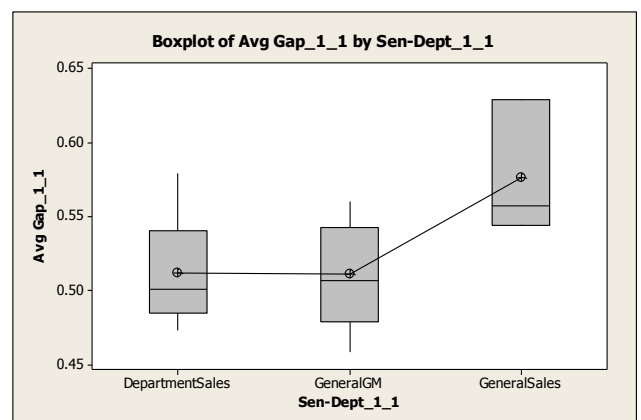 Boxplot of Avg Gap_1_1 by Sen-Dept_1_1
0.65
0.60
0.55
0.50
0.45
Avg Gap_1_1
DepartmentSales GeneralGM GeneralSales
Sen-Dept_1_1